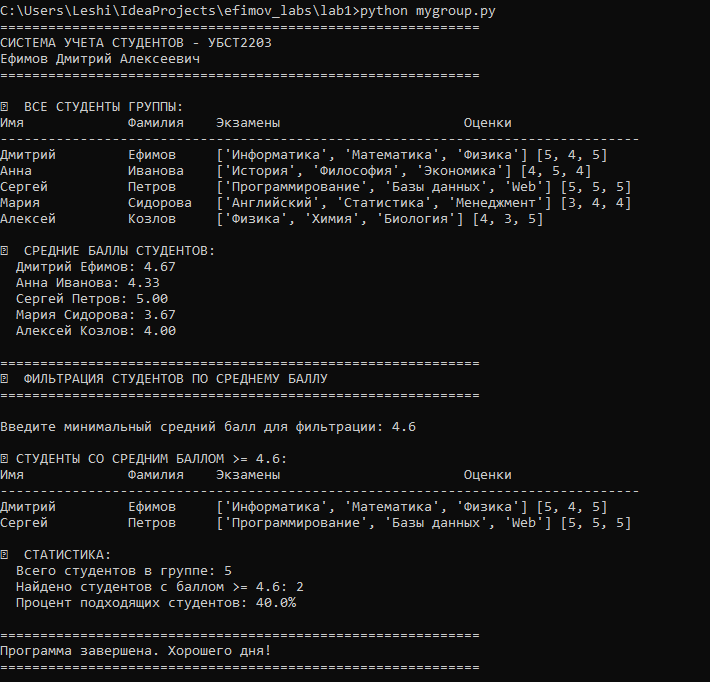 C:\Users\Leshi\IdeaProjects\efimov_labs\lab1>python mygroup.py
============================================================
СИСТЕМА УЧЕТА СТУДЕНТОВ - УБСТ2203
Ефимов Дмитрий Алексеевич
============================================================
ВСЕ СТУДЕНТЫ ГРУППЫ:
Имя Фамилия Экзамены Оценки
--------------------------------------------------------------------------------
Дмитрий Ефимов ['Информатика', 'Математика', 'Физика'] [5, 4, 5]
Анна Иванова ['История', 'Философия', 'Экономика'] [4, 5, 4]
Сергей Петров ['Программирование', 'Базы данных', 'Web'] [5, 5, 5]
Мария Сидорова ['Английский', 'Статистика', 'Менеджмент'] [3, 4, 4]
Алексей Козлов ['Физика', 'Химия', 'Биология'] [4, 3, 5]
СРЕДНИЕ БАЛЛЫ СТУДЕНТОВ:
Дмитрий Ефимов: 4.67
Анна Иванова: 4.33
Сергей Петров: 5.00
Мария Сидорова: 3.67
Алексей Козлов: 4.00
============================================================
ФИЛЬТРАЦИЯ СТУДЕНТОВ ПО СРЕДНЕМУ БАЛЛУ
============================================================
Введите минимальный средний балл для фильтрации: 4.6
СТУДЕНТЫ СО СРЕДНИМ БАЛЛОМ >= 4.6:
Имя Фамилия Экзамены Оценки
--------------------------------------------------------------------------------
Дмитрий Ефимов ['Информатика', 'Математика', 'Физика'] [5, 4, 5]
Сергей Петров ['Программирование', 'Базы данных', 'Web'] [5, 5, 5]
СТАТИСТИКА:
Всего студентов в группе: 5
Найдено студентов с баллом >= 4.6: 2
Процент подходящих студентов: 40.0%
============================================================
Программа завершена. Хорошего дня!
============================================================